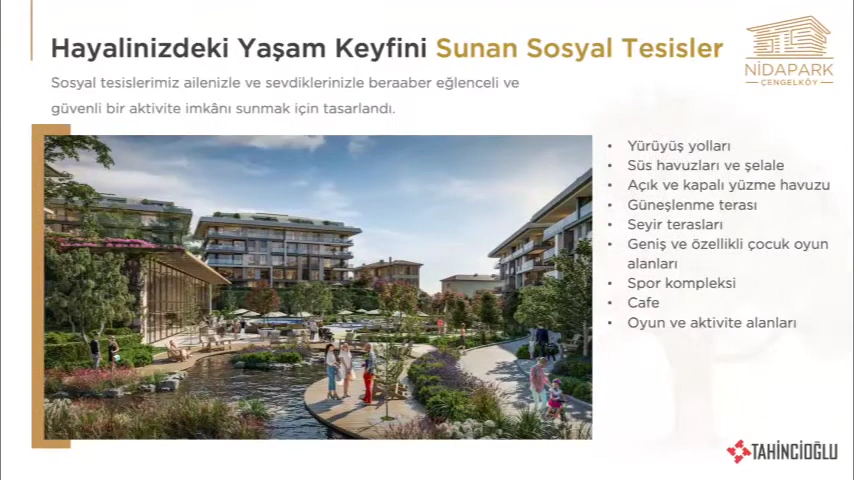 Hayalinizdeki Yaşam Keyfini Sunan Sosyal Tesisler
Sosyal tesislerimiz ailenizle ve sevdiklerinizle beraaber eğlenceli ve
güvenli bir aktivite imkânı sunmak için tasarlandı.
NİDAPARK
ÇENGELKÖY
• Yürüyüş yolları
• Süs havuzları ve şelale
• Açık ve kapalı yüzme havuzu
• Güneşlenme terası
• Seyir terasları
• Geniş ve özellikli çocuk oyun
alanları
• Spor kompleksi
• Cafe
• Oyun ve aktivite alanları
TAHİNCİOĞLU